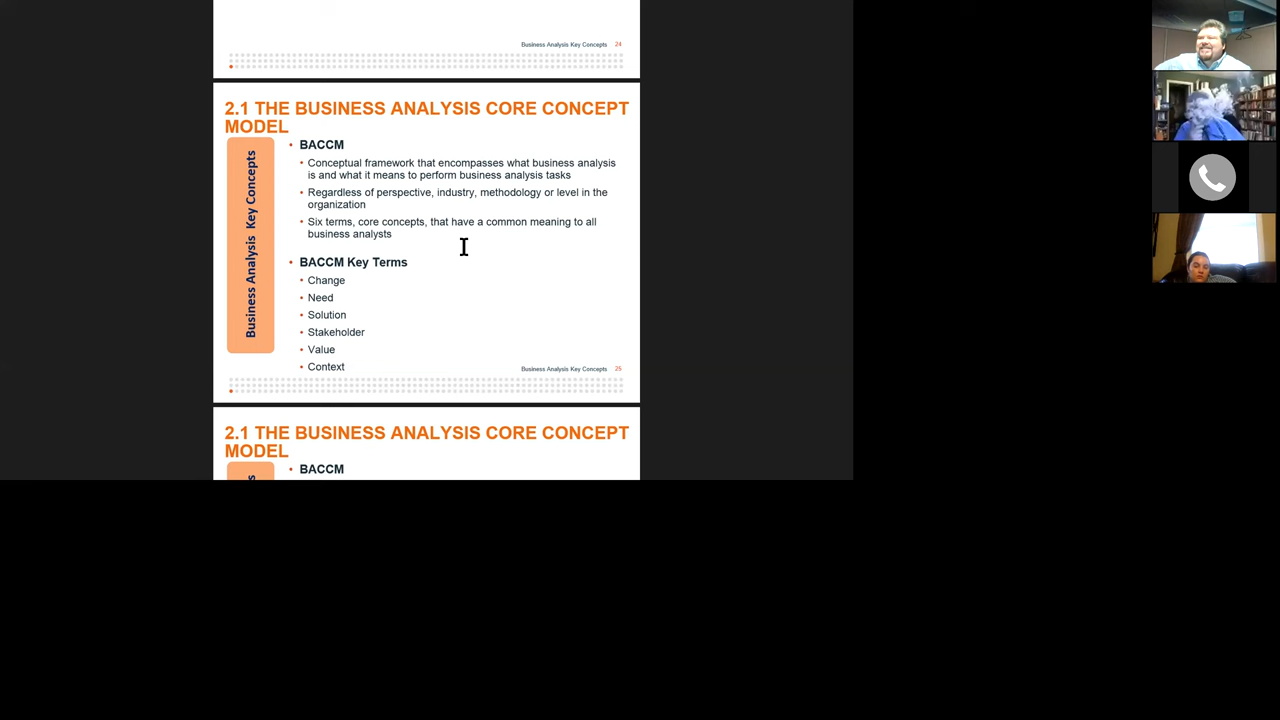 Business Analysis Key Concepts 24
2.1 THE BUSINESS ANALYSIS CORE CONCEPT
MODEL
Business Analysis Key Concepts
• BACCM
• Conceptual framework that encompasses what business analysis
is and what it means to perform business analysis tasks
• Regardless of perspective, industry, methodology or level in the
organization
• Six terms, core concepts, that have a common meaning to all
business analysts
• BACCM Key Terms
• Change
• Need
• Solution
• Stakeholder
• Value
• Context
Business Analysis Key Concepts 25
2.1 THE BUSINESS ANALYSIS CORE CONCEPT
MODEL
s
• BACCM